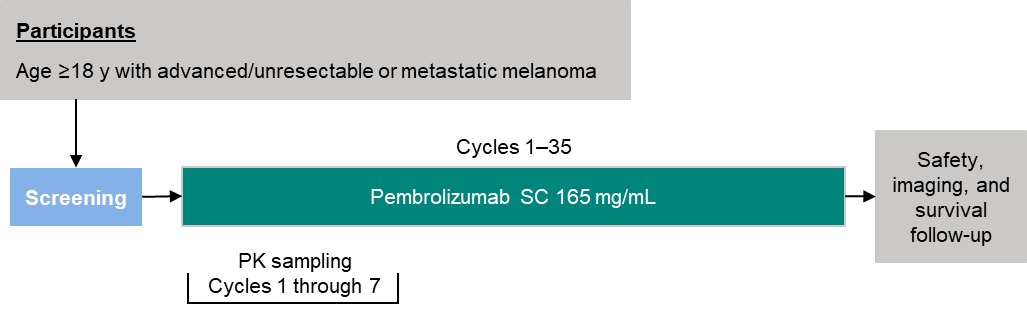 Participants
Age ≥18 y with advanced/unresectable or metastatic melanoma
Cycles 1–35
Screening
Pembrolizumab SC 165 mg/mL
Safety,
imaging, and
survival
follow-up
PK sampling
Cycles 1 through 7